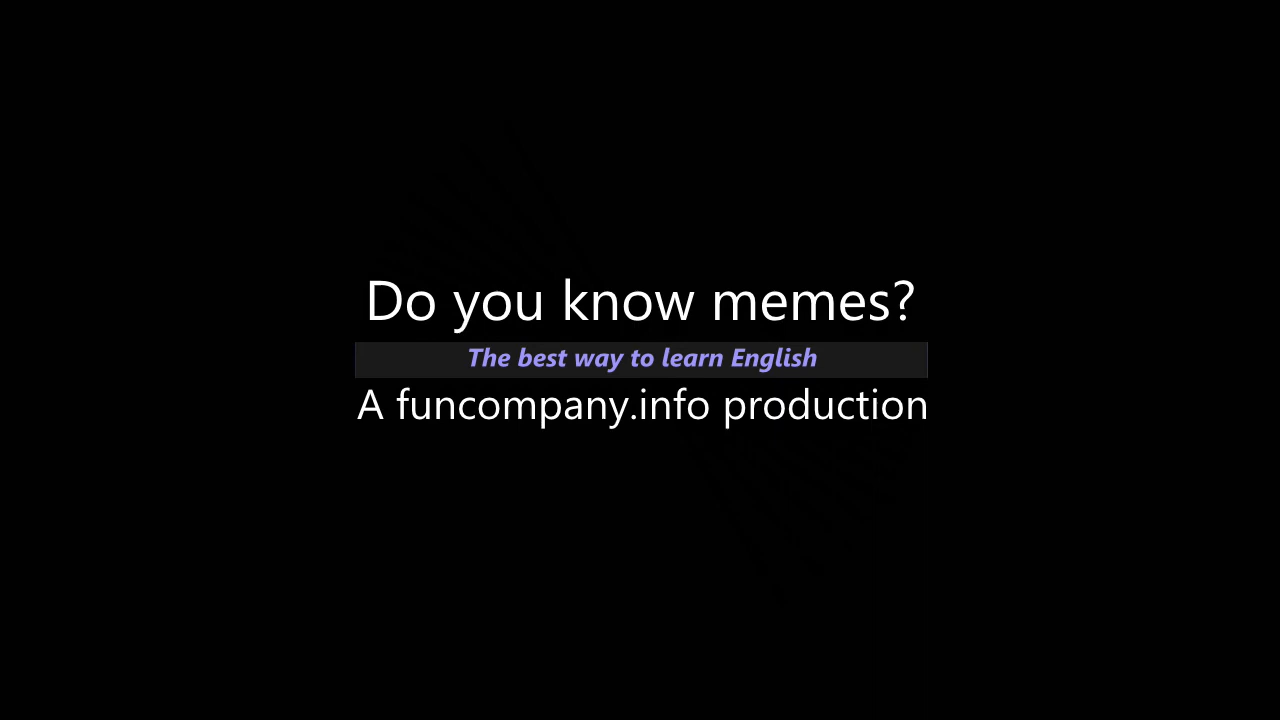 Do you know memes?
The best way to learn English
A funcompany.info production